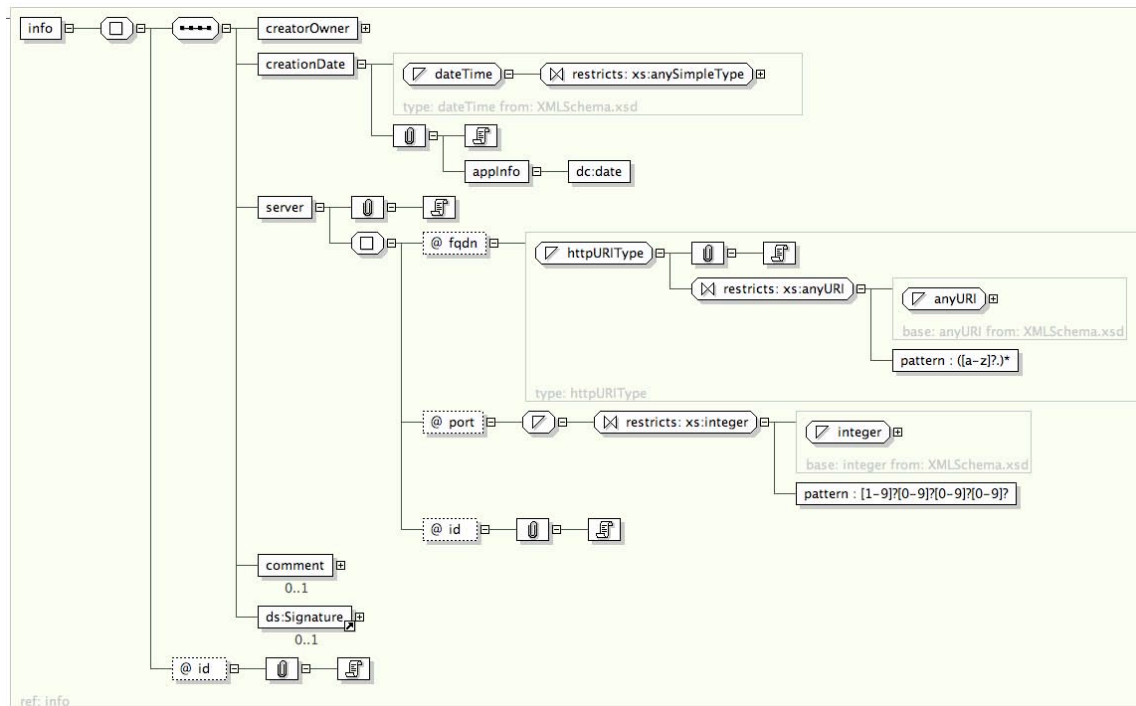 info
creatorOwner
creationDate
dateTime
restricts: xs:anySimpleType
type: dateTime from: XMLSchema.xsd
appInfo
dc:date
server
@ fqdn
httpURIType
restricts: xs:anyURI
anyURI
base: anyURI from: XMLSchema.xsd
pattern : ([a-z]?.)*
type: httpURIType
@ port
restricts: xs:integer
integer
base: integer from: XMLSchema.xsd
pattern : [1-9]?[0-9]?[0-9]?[0-9]?
@ id
comment
0..1
ds:Signature
0..1
@ id
ref: info